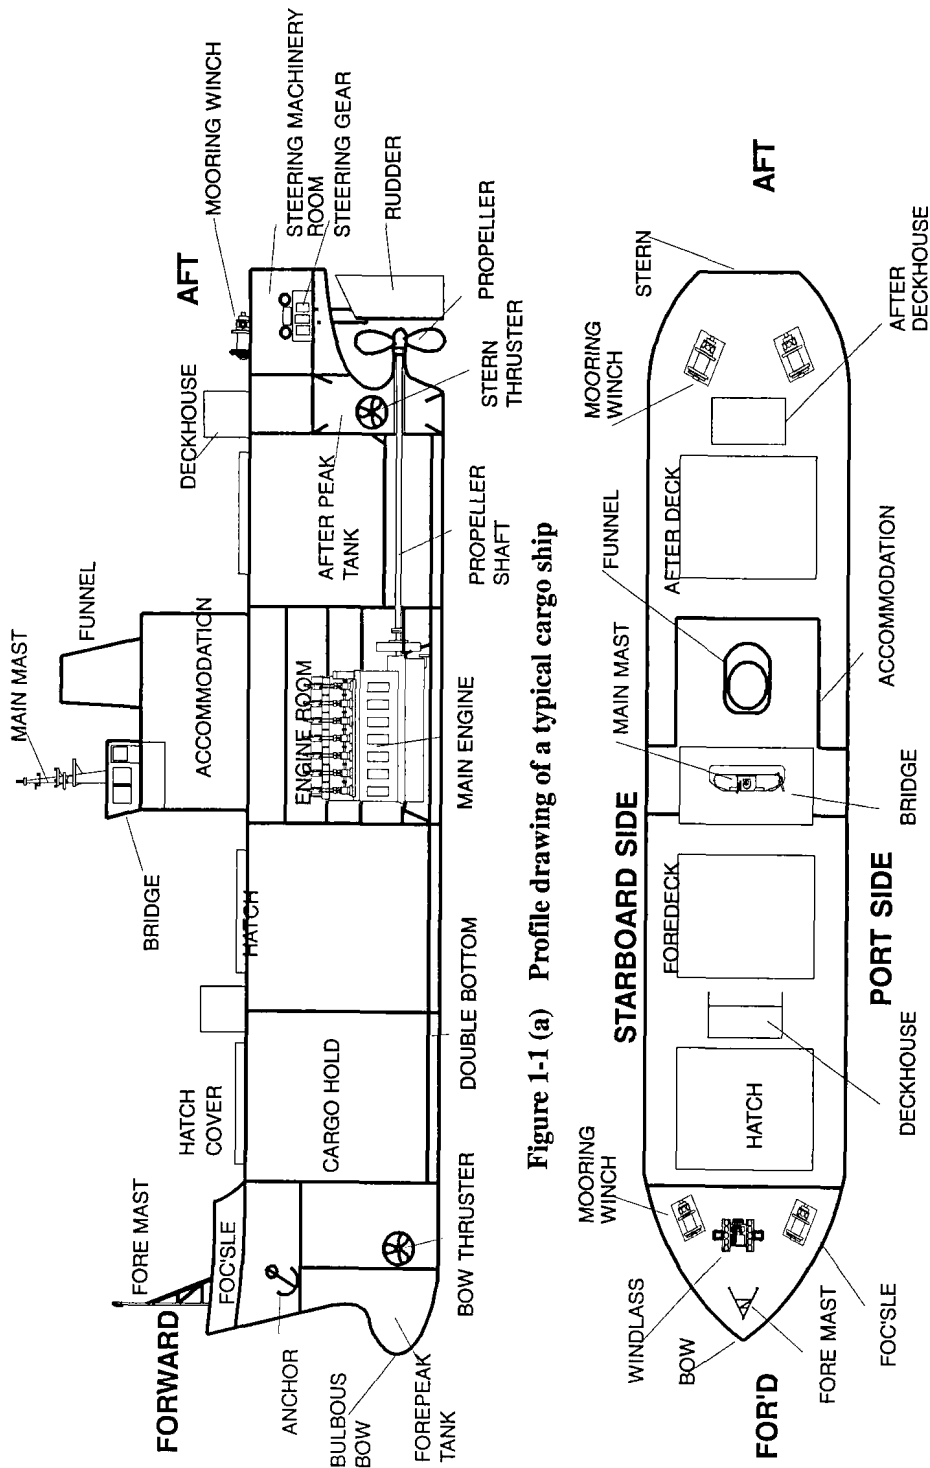 FORWARD
AFT
FORE MAST
FOC'SLE
ANCHOR
BULBOUS
BOW
FOREPEAK
TANK
BOW THRUSTER
HATCH
COVER
CARGO HOLD
DOUBLE BOTTOM
HATCH
BRIDGE
MAIN MAST
FUNNEL
ACCOMMODATION
ENGINE ROOM
MAIN ENGINE
DECKHOUSE
AFTER PEAK
TANK
PROPELLER
SHAFT
STERN
THRUSTER
MOORING WINCH
STEERING MACHINERY
ROOM
STEERING GEAR
RUDDER
PROPELLER
Figure 1-1 (a) Profile drawing of a typical cargo ship
STARBOARD SIDE
PORT SIDE
FOR'D
AFT
MOORING
WINCH
WINDLASS
BOW
FORE MAST
FOC'SLE
HATCH
DECKHOUSE
FOREDECK
MAIN MAST
BRIDGE
FUNNEL
ACCOMMODATION
AFTER DECK
MOORING
WINCH
STERN
AFTER
DECKHOUSE